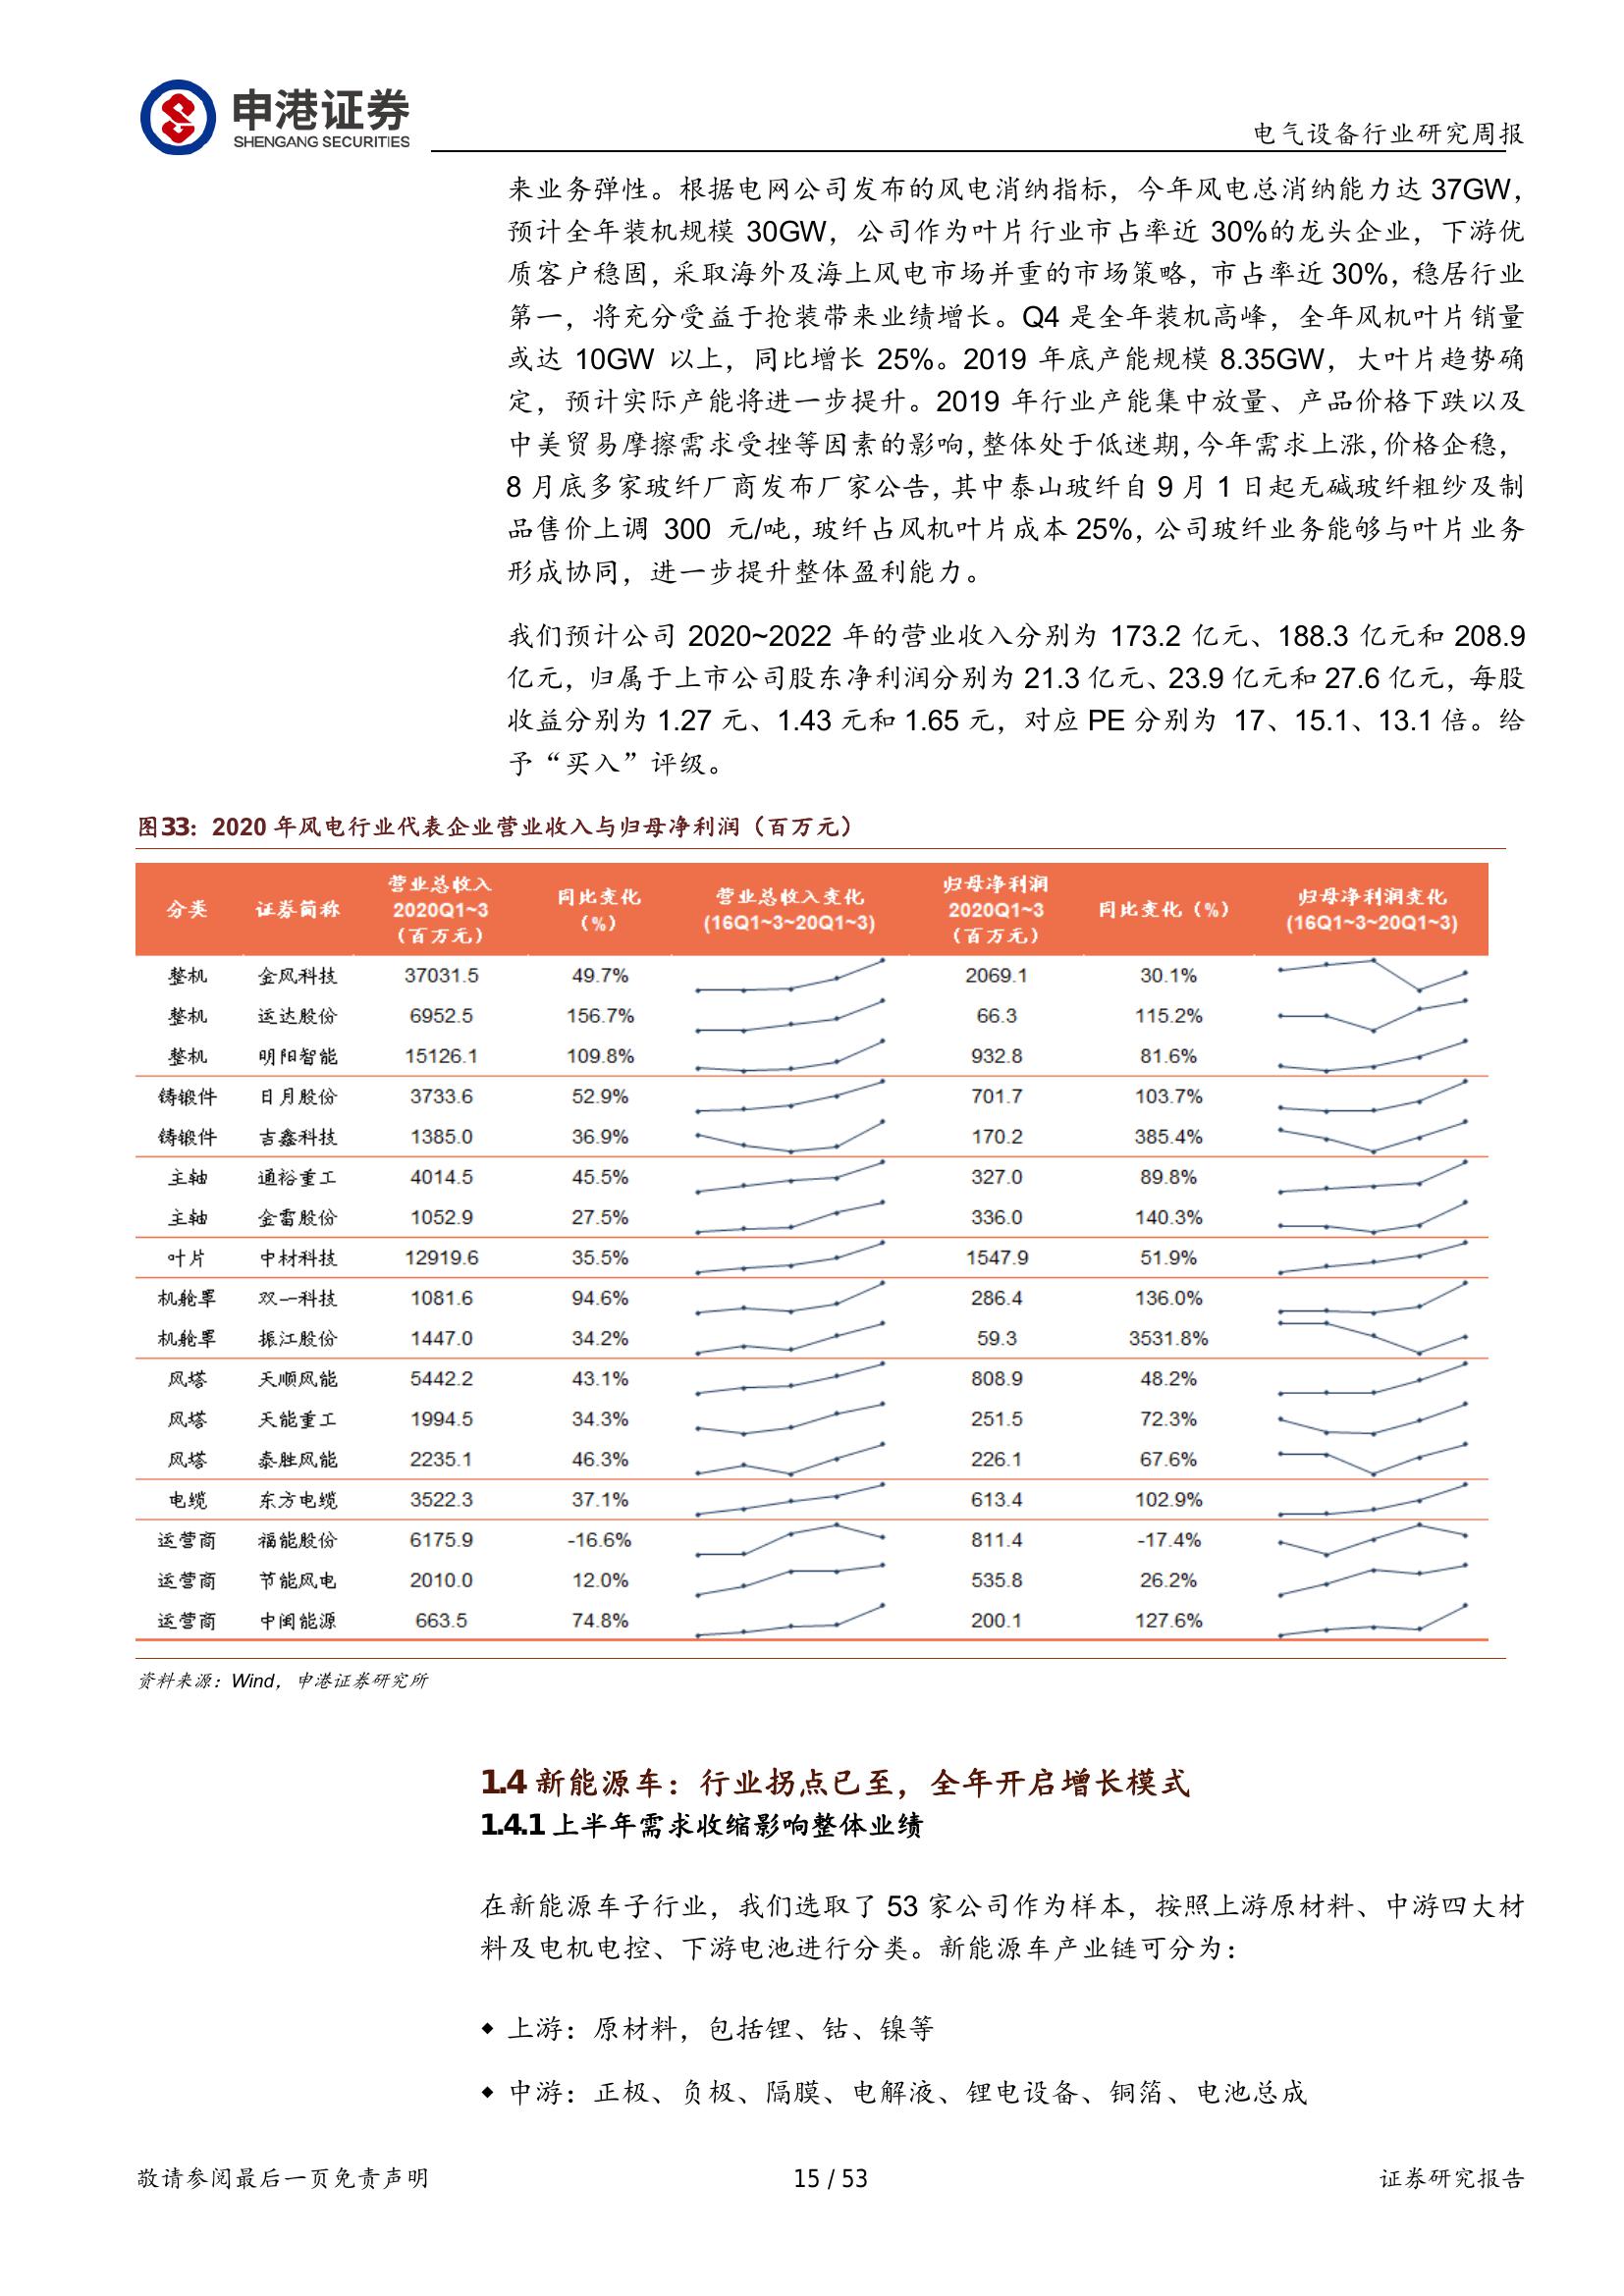 申港证券
SHENGANG SECURITIES
电气设备行业研究周报
来业务弹性。根据电网公司发布的风电消纳指标，今年风电总消纳能力达 37GW，
预计全年装机规模 30GW，公司作为叶片行业市占率近 30%的龙头企业，下游优
质客户稳固，采取海外及海上风电市场并重的市场策略，市占率近 30%，稳居行业
第一，将充分受益于抢装带来业绩增长。Q4 是全年装机高峰，全年风机叶片销量
或达 10GW 以上，同比增长 25%。2019 年底产能规模 8.35GW，大叶片趋势确
定，预计实际产能将进一步提升。2019 年行业产能集中放量、产品价格下跌以及
中美贸易摩擦需求受挫等因素的影响，整体处于低迷期，今年需求上涨，价格企稳，
8 月底多家玻纤厂商发布厂家公告，其中泰山玻纤自 9 月 1 日起无碱玻纤粗纱及制
品售价上调 300 元/吨，玻纤占风机叶片成本 25%，公司玻纤业务能够与叶片业务
形成协同，进一步提升整体盈利能力。
我们预计公司 2020~2022 年的营业收入分别为 173.2 亿元、188.3 亿元和 208.9
亿元，归属于上市公司股东净利润分别为 21.3 亿元、23.9 亿元和 27.6 亿元，每股
收益分别为 1.27 元、1.43 元和 1.65 元，对应 PE 分别为 17、15.1、13.1 倍。给
予“买入”评级。
图33：2020 年风电行业代表企业营业收入与归母净利润（百万元）
分类 证券简称 营业总收入 2020Q1~3 （百万元） 同比变化 （%） 营业总收入变化 (16Q1~3~20Q1~3) 归母净利润 2020Q1~3 （百万元） 同比变化（%） 归母净利润变化 (16Q1~3~20Q1~3)
整机 金风科技 37031.5 49.7% 2069.1 30.1%
整机 运达股份 6952.5 156.7% 66.3 115.2%
整机 明阳智能 15126.1 109.8% 932.8 81.6%
铸锻件 日月股份 3733.6 52.9% 701.7 103.7%
铸锻件 吉鑫科技 1385.0 36.9% 170.2 385.4%
主轴 通裕重工 4014.5 45.5% 327.0 89.8%
主轴 金雷股份 1052.9 27.5% 336.0 140.3%
叶片 中材科技 12919.6 35.5% 1547.9 51.9%
机舱罩 双一科技 1081.6 94.6% 286.4 136.0%
机舱罩 振江股份 1447.0 34.2% 59.3 3531.8%
风塔 天顺风能 5442.2 43.1% 808.9 48.2%
风塔 天能重工 1994.5 34.3% 251.5 72.3%
风塔 泰胜风能 2235.1 46.3% 226.1 67.6%
电缆 东方电缆 3522.3 37.1% 613.4 102.9%
运营商 福能股份 6175.9 -16.6% 811.4 -17.4%
运营商 节能风电 2010.0 12.0% 535.8 26.2%
运营商 中闽能源 663.5 74.8% 200.1 127.6%
资料来源：Wind，申港证券研究所
1.4 新能源车：行业拐点已至，全年开启增长模式
1.4.1 上半年需求收缩影响整体业绩
在新能源车子行业，我们选取了 53 家公司作为样本，按照上游原材料、中游四大材
料及电机电控、下游电池进行分类。新能源车产业链可分为：
◆ 上游：原材料，包括锂、钴、镍等
◆ 中游：正极、负极、隔膜、电解液、锂电设备、铜箔、电池总成
敬请参阅最后一页免责声明 15 / 53 证券研究报告